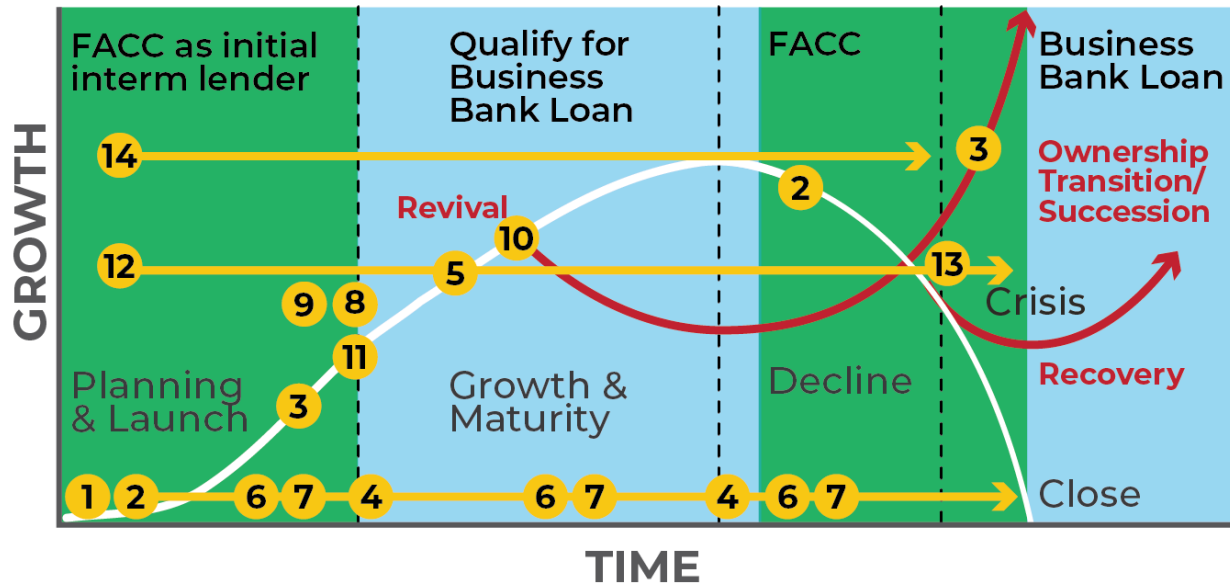 FACC as initial
interm lender
Qualify for
Business
Bank Loan
FACC
Business
Bank Loan
14
3
Ownership
Transition/
Succession
2
Revival
10
12
5
13
9
8
Crisis
11
Recovery
Planning
& Launch
3
Growth &
Maturity
Decline
1 2 6 7 4 6 7 4 6 7
Close
GROWTH
TIME